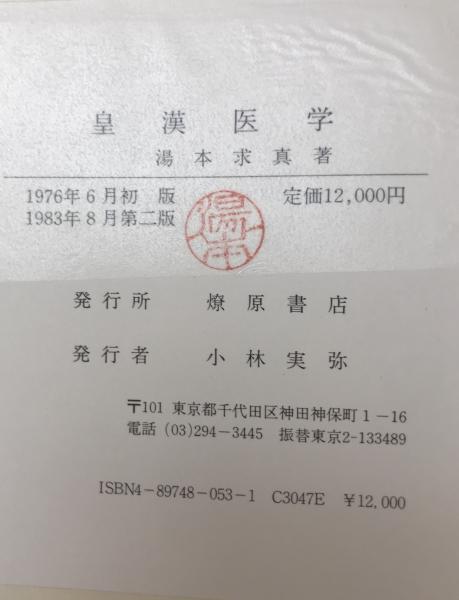 皇漢医学
湯本求真著
1976年6月初版 定価12,000円
1983年8月第二版
湯本
発行所 燎原書店
発行者 小林実弥
〒101 東京都千代田区神田神保町1-16
電話 (03)294-3445 振替東京2-133489
ISBN4-89748-053-1 C3047E ¥12,000